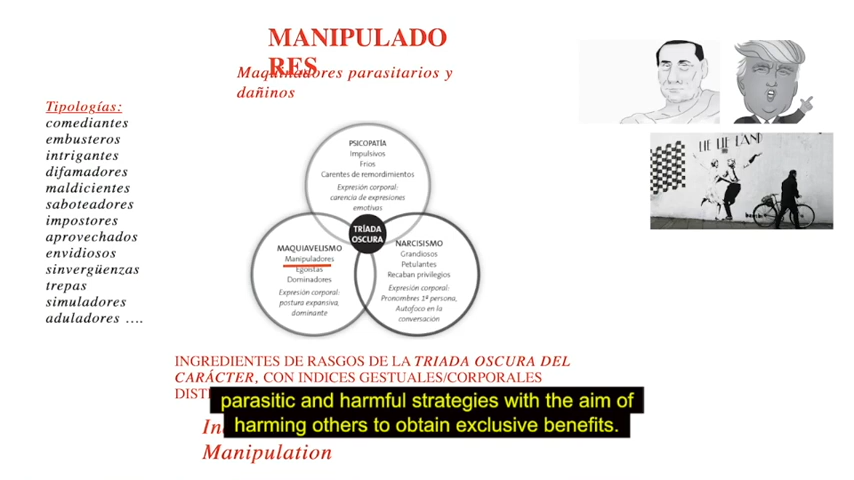 MANIPULADO
RES
Maquinadores parasitarios y
dañinos
Tipologías:
comediantes
embusteros
intrigantes
difamadores
maldicientes
saboteadores
impostores
aprovechados
envidiosos
sinvergüenzas
trepas
simuladores
aduladores ….
PSICOPATÍA
Impulsivos
Fríos
Carentes de remordimientos
Expresión corporal:
carencia de expresiones
emotivas
TRÍADA
OSCURA
MAQUIAVELISMO
Manipuladores
Egoístas
Dominadores
Expresión corporal:
postura expansiva,
dominante
NARCISISMO
Grandiosos
Petulantes
Recaban privilegios
Expresión corporal:
Pronombres 1ª persona,
Autofoco en la
conversación
LIE LIE LAND
INGREDIENTES DE RASGOS DE LA TRIADA OSCURA DEL
CARÁCTER, CON INDICES GESTUALES/CORPORALES
parasitic and harmful strategies with the aim of
harming others to obtain exclusive benefits.
Manipulation